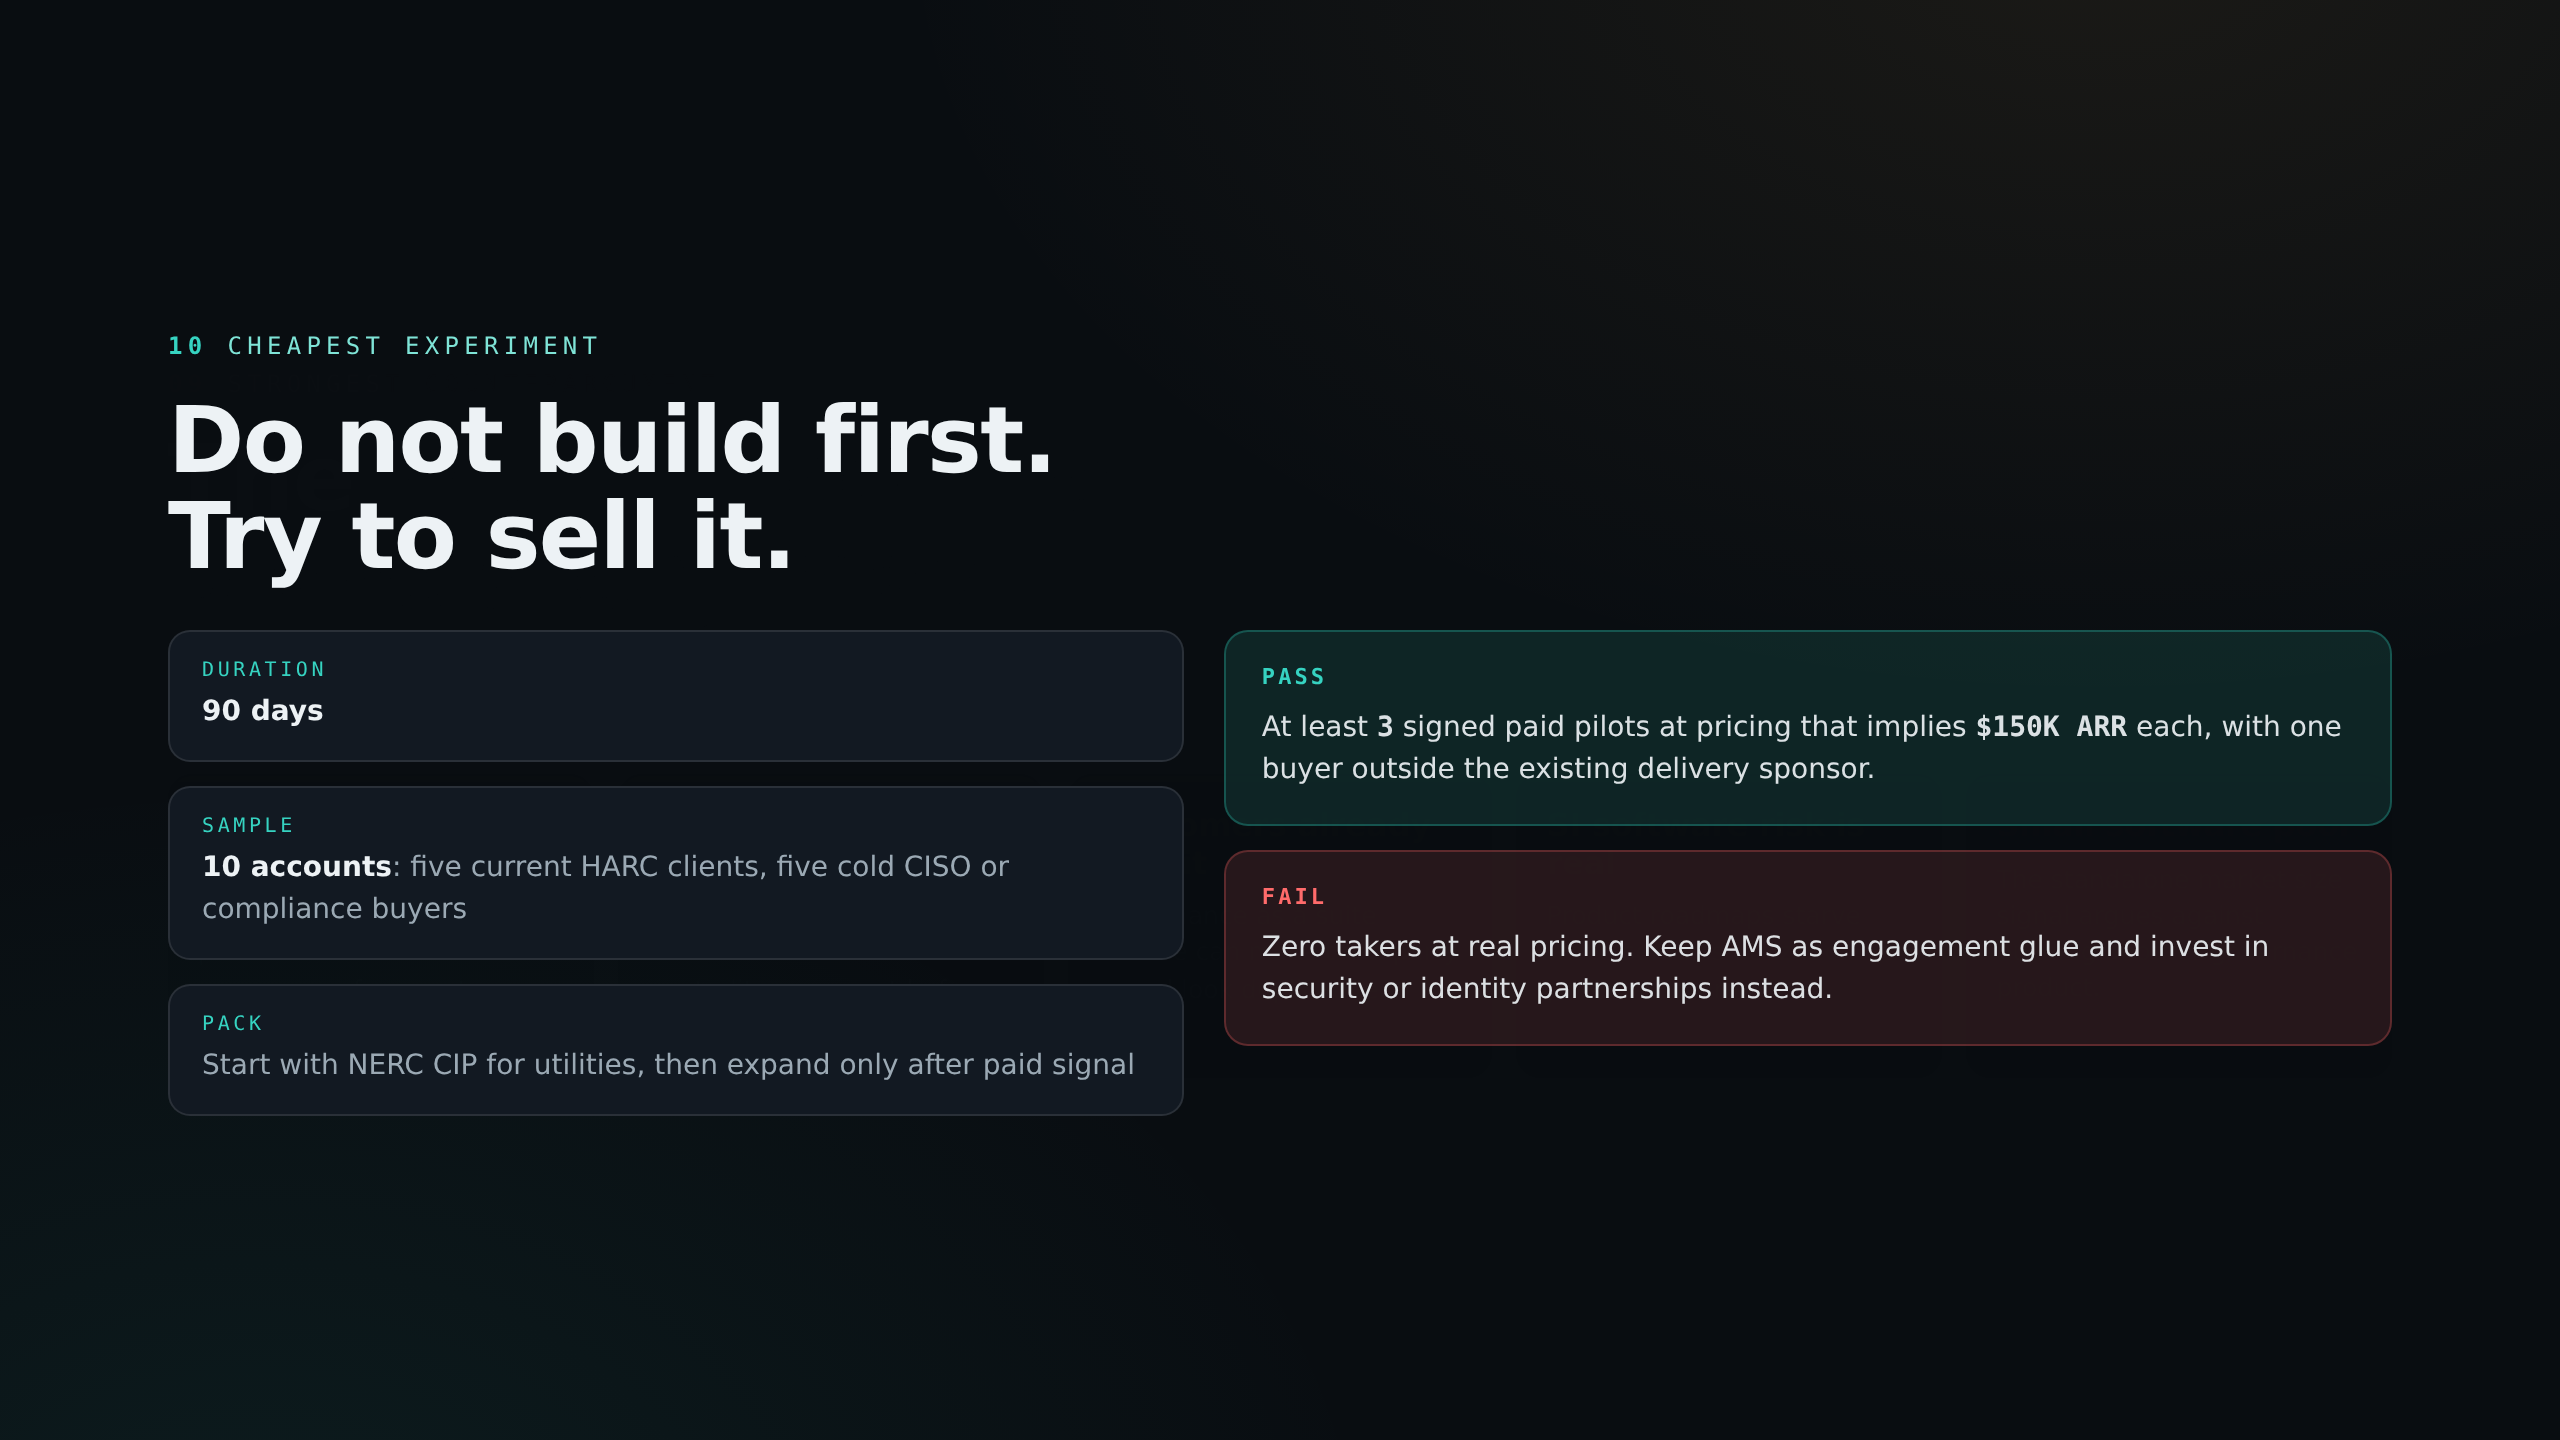 10 CHEAPEST EXPERIMENT
Do not build first.
Try to sell it.
DURATION
90 days
SAMPLE
10 accounts: five current HARC clients, five cold CISO or
compliance buyers
PACK
Start with NERC CIP for utilities, then expand only after paid signal
PASS
At least 3 signed paid pilots at pricing that implies $150K ARR each, with one
buyer outside the existing delivery sponsor.
FAIL
Zero takers at real pricing. Keep AMS as engagement glue and invest in
security or identity partnerships instead.